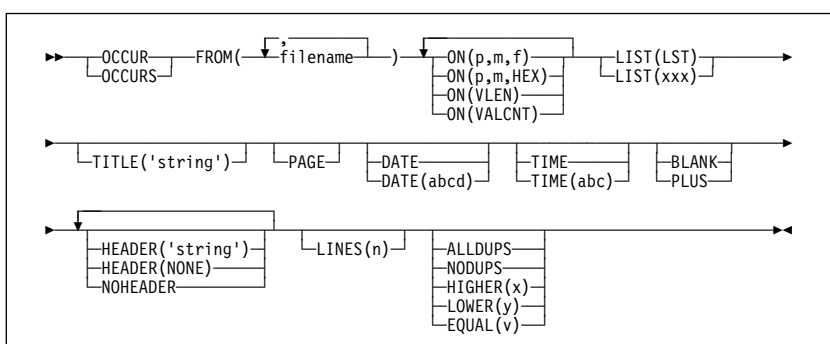 ,
OCCUR FROM( filename ) ON(p,m,f) LIST(LST)
OCCURS ON(p,m,HEX) LIST(xxx)
ON(VLEN)
ON(VALCNT)
TITLE('string') PAGE DATE TIME BLANK
DATE(abcd) TIME(abc) PLUS
HEADER('string') LINES(n) ALLDUPS
HEADER(NONE) NODUPS
NOHEADER HIGHER(x)
LOWER(y)
EQUAL(v)